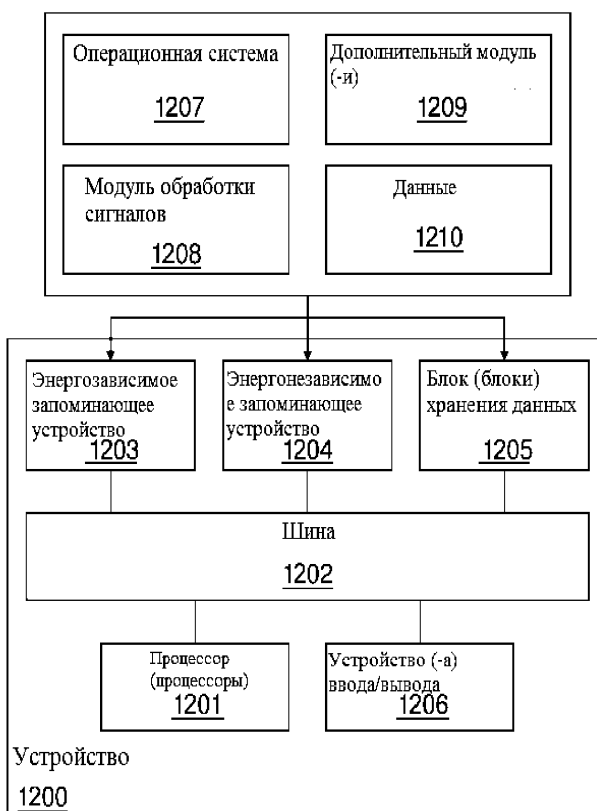 Операционная система
1207
Дополнительный модуль
(-и)
1209
Модуль обработки
сигналов
1208
Данные
1210
Энергозависимое
запоминающее
устройство
1203
Энергонезависимо
е запоминающее
устройство
1204
Блок (блоки)
хранения данных
1205
Шина
1202
Процессор
(процессоры)
1201
Устройство (-а)
ввода/вывода
1206
Устройство
1200